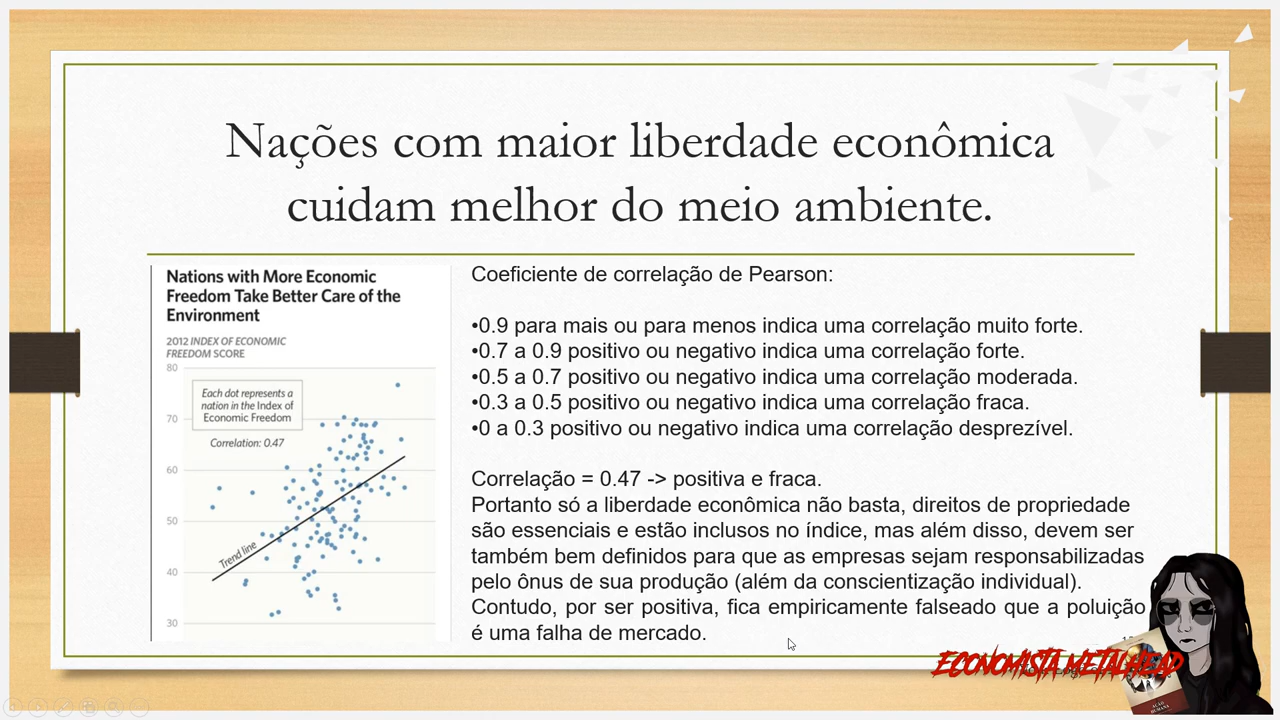 Nações com maior liberdade econômica
cuidam melhor do meio ambiente.
Nations with More Economic
Freedom Take Better Care of the
Environment
2012 INDEX OF ECONOMIC
FREEDOM SCORE
80
Each dot represents a
nation in the Index of
Economic Freedom
70
Correlation: 0.47
60
50
Trend line
40
30
Coeficiente de correlação de Pearson:
•0.9 para mais ou para menos indica uma correlação muito forte.
•0.7 a 0.9 positivo ou negativo indica uma correlação forte.
•0.5 a 0.7 positivo ou negativo indica uma correlação moderada.
•0.3 a 0.5 positivo ou negativo indica uma correlação fraca.
•0 a 0.3 positivo ou negativo indica uma correlação desprezível.
Correlação = 0.47 -> positiva e fraca.
Portanto só a liberdade econômica não basta, direitos de propriedade
são essenciais e estão inclusos no índice, mas além disso, devem ser
também bem definidos para que as empresas sejam responsabilizadas
pelo ônus de sua produção (além da conscientização individual).
Contudo, por ser positiva, fica empiricamente falseado que a poluição
é uma falha de mercado.
ECONOMISTA METALHEAD
AÇÃO
HUMANA